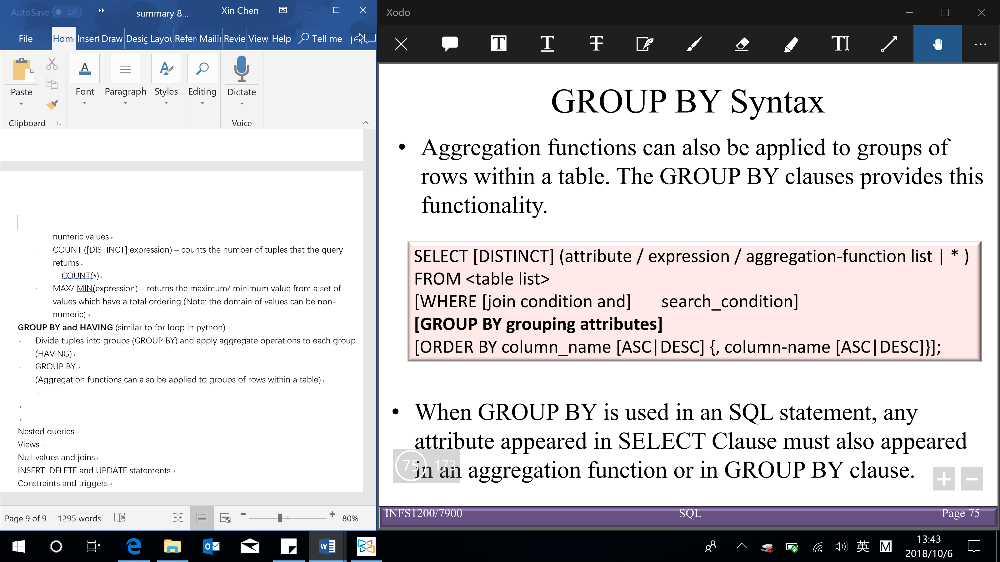 AutoSave Off
summary 8...
Xin Chen
File
Home
Insert
Draw
Desig
Layou
Refer
Mailin
Revie
View
Help
Tell me
Paste
Font
Paragraph
Styles
Editing
Dictate
Clipboard
Voice
numeric values
· COUNT ([DISTINCT] expression) – counts the number of tuples that the query
returns
COUNT(*)
· MAX/ MIN(expression) – returns the maximum/ minimum value from a set of
values which have a total ordering (Note: the domain of values can be non-
numeric)
GROUP BY and HAVING (similar to for loop in python)
- Divide tuples into groups (GROUP BY) and apply aggregate operations to each group
(HAVING)
- GROUP BY
(Aggregation functions can also be applied to groups of rows within a table)
Nested queries
Views
Null values and joins
INSERT, DELETE and UPDATE statements
Constraints and triggers
Page 9 of 9 1295 words
80%
Xodo
GROUP BY Syntax
• Aggregation functions can also be applied to groups of
rows within a table. The GROUP BY clauses provides this
functionality.
SELECT [DISTINCT] (attribute / expression / aggregation-function list | * )
FROM <table list>
[WHERE [join condition and] search_condition]
[GROUP BY grouping attributes]
[ORDER BY column_name [ASC|DESC] {, column-name [ASC|DESC]}];
• When GROUP BY is used in an SQL statement, any
attribute appeared in SELECT Clause must also appeared
in an aggregation function or in GROUP BY clause.
75 173
INFS1200/7900 SQL Page 75
英
13:43
2018/10/6